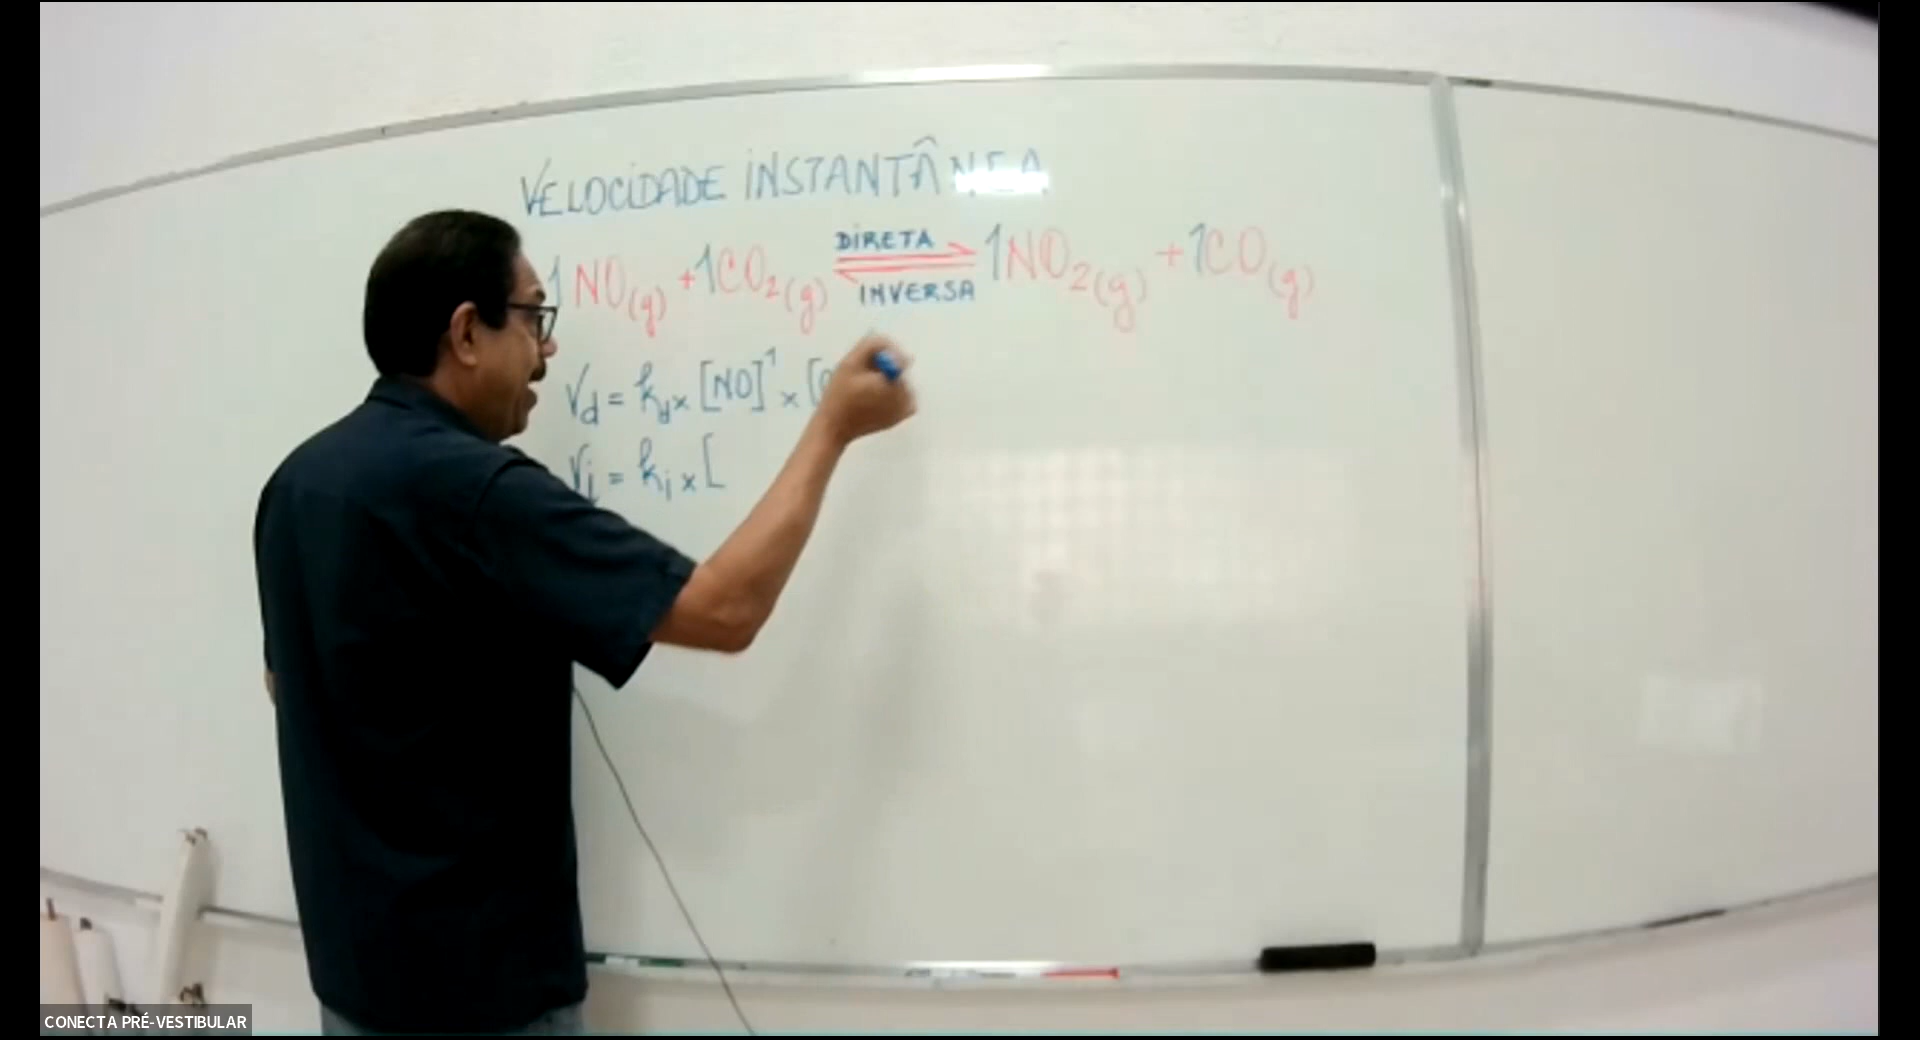 VELOCIDADE INSTANTÂNEA
1NO(g) + 1CO2(g) DIRETA INVERSA 1NO2(g) + 1CO(g)
Vd = kd x [NO]¹ x [
Vi = ki x [
CONECTA PRÉ-VESTIBULAR